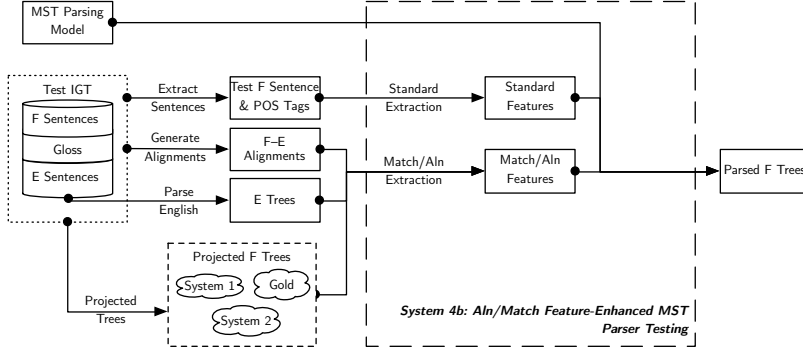 MST Parsing
Model
Test IGT
F Sentences
Gloss
E Sentences
Extract
Sentences
Test F Sentence
& POS Tags
Standard
Extraction
Standard
Features
Generate
Alignments
F–E
Alignments
Match/Aln
Extraction
Match/Aln
Features
Parsed F Trees
Parse
English
E Trees
Projected
Trees
Projected F Trees
System 1
Gold
System 2
System 4b: Aln/Match Feature-Enhanced MST
Parser Testing